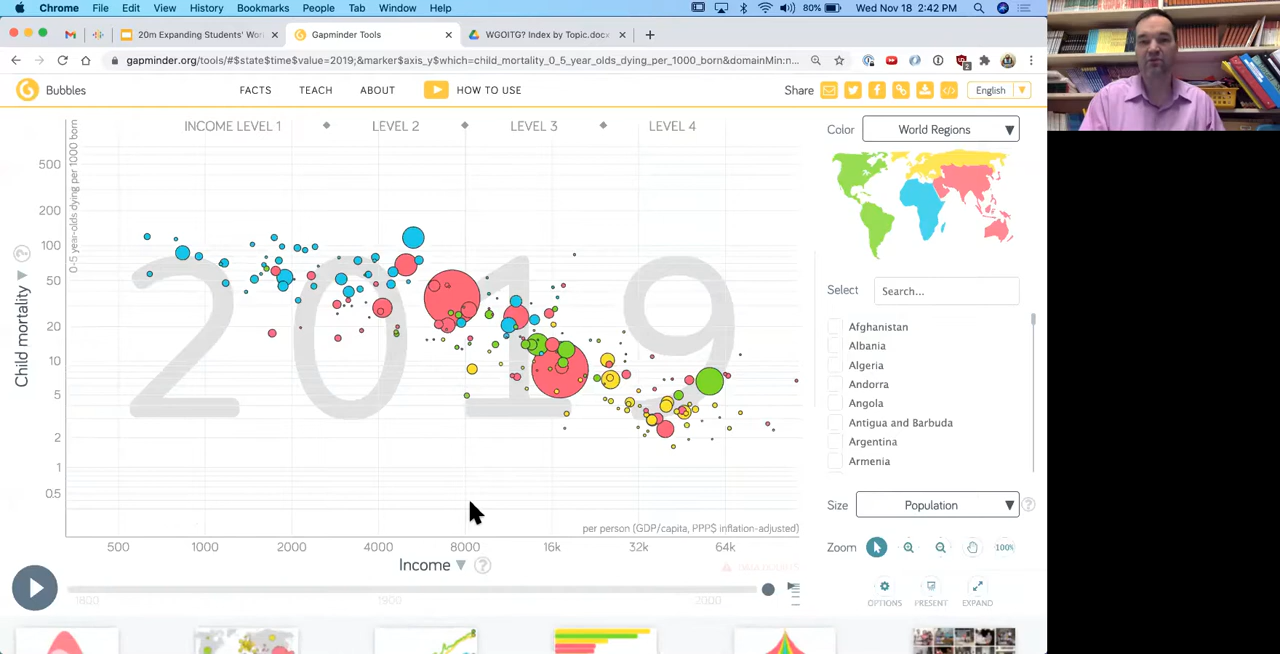 Chrome File Edit View History Bookmarks People Tab Window Help 80% Wed Nov 18 2:42 PM
20m Expanding Students' Wor Gapminder Tools WGOITG? Index by Topic.docx
gapminder.org/tools/#$state$time$value=2019;&marker$axis_y$which=child_mortality_0_5_year_olds_dying_per_1000_born&domainMin:n...
Bubbles FACTS TEACH ABOUT HOW TO USE Share English
INCOME LEVEL 1 LEVEL 2 LEVEL 3 LEVEL 4
Color World Regions
0-5 year-olds dying per 1000 born
Child mortality
500
200
100
50
20
10
5
2
1
0.5
2019
Select Search...
Afghanistan
Albania
Algeria
Andorra
Angola
Antigua and Barbuda
Argentina
Armenia
Size Population
per person (GDP/capita, PPP$ inflation-adjusted)
500 1000 2000 4000 8000 16k 32k 64k
Zoom 100%
Income
1800 1900 2000
OPTIONS PRESENT EXPAND